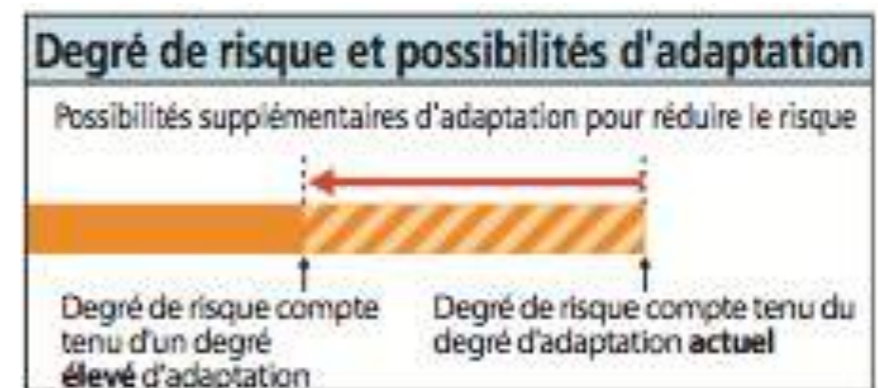 Degré de risque et possibilités d'adaptation
Possibilités supplémentaires d'adaptation pour réduire le risque
Degré de risque compte
tenu d'un degré
élevé d'adaptation
Degré de risque compte tenu du
degré d'adaptation actuel